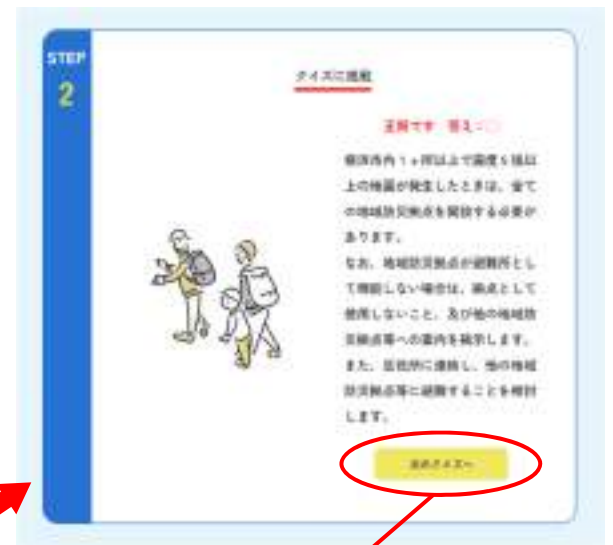 STEP
2
クイズに挑戦
正解です 答え：○
横浜市内１ヶ所以上で震度５強以
上の地震が発生したときは、全て
の地域防災拠点を開設する必要が
あります。
なお、地域防災拠点が避難所とし
て機能しない場合は、拠点として
使用しないこと、及び他の地域防
災拠点等への案内を掲示します。
また、区役所に連絡し、他の地域
防災拠点等に避難することを検討
します。
次のクイズへ